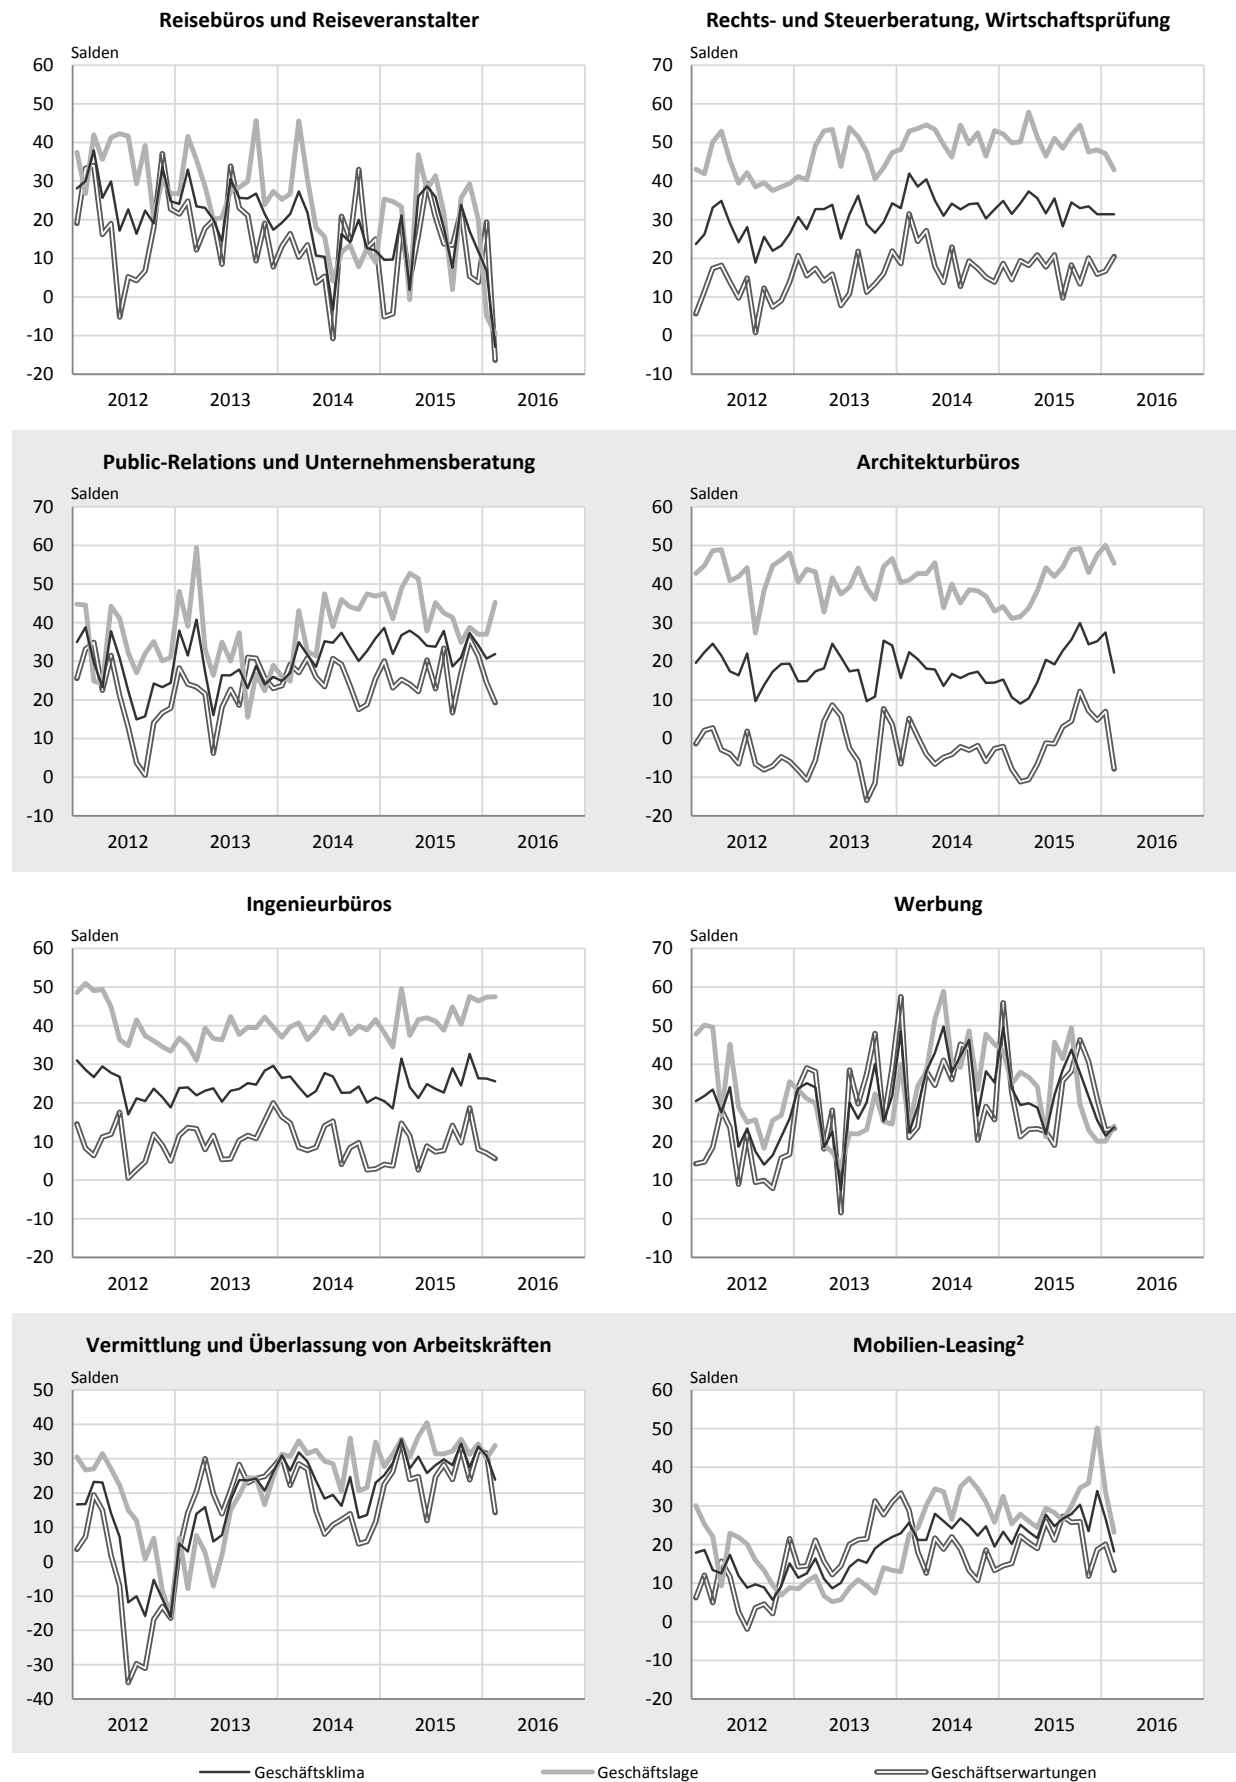 Reisebüros und Reiseveranstalter
Salden
60
50
40
30
20
10
0
-10
-20
2012 2013 2014 2015 2016
Rechts- und Steuerberatung, Wirtschaftsprüfung
Salden
70
60
50
40
30
20
10
0
-10
2012 2013 2014 2015 2016
Public-Relations und Unternehmensberatung
Salden
70
60
50
40
30
20
10
0
-10
2012 2013 2014 2015 2016
Architekturbüros
Salden
60
50
40
30
20
10
0
-10
-20
2012 2013 2014 2015 2016
Ingenieurbüros
Salden
60
50
40
30
20
10
0
-10
-20
2012 2013 2014 2015 2016
Werbung
Salden
70
60
50
40
30
20
10
0
-10
2012 2013 2014 2015 2016
Vermittlung und Überlassung von Arbeitskräften
Salden
50
40
30
20
10
0
-10
-20
-30
-40
2012 2013 2014 2015 2016
Mobilien-Leasing²
Salden
60
50
40
30
20
10
0
-10
-20
2012 2013 2014 2015 2016
Geschäftsklima Geschäftslage Geschäftserwartungen